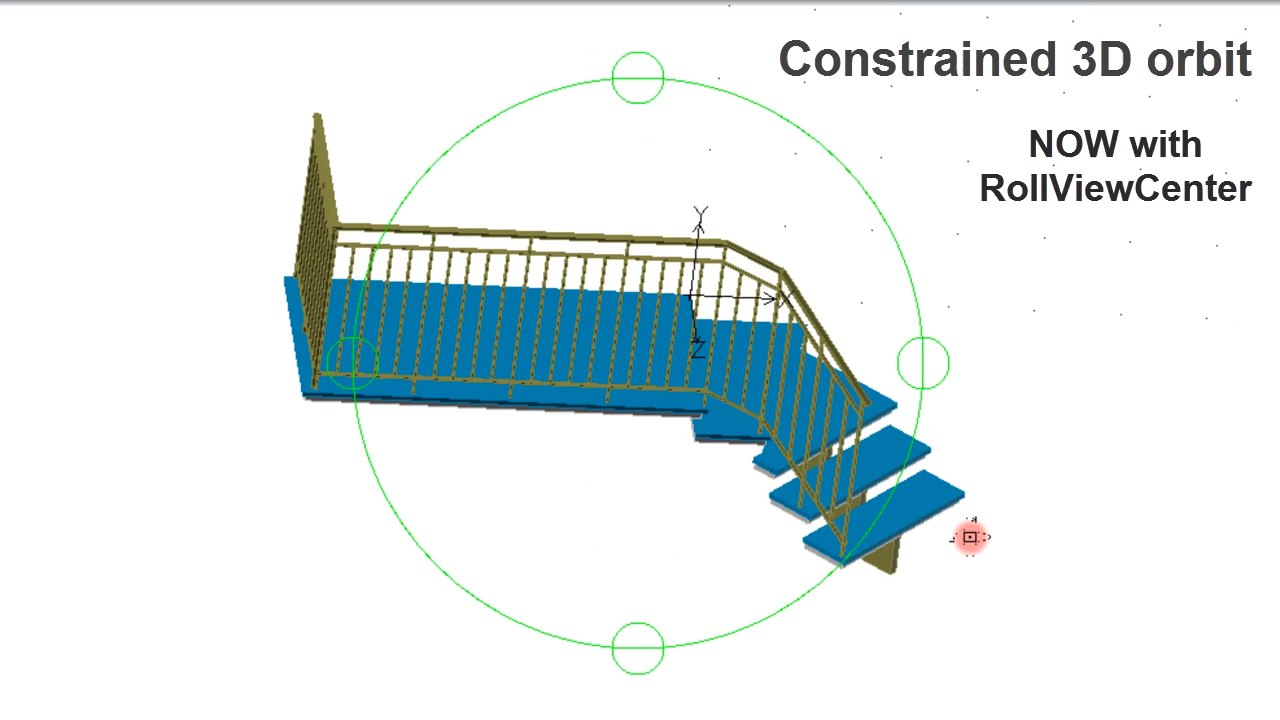 Constrained 3D orbit
NOW with
RollViewCenter
Y
X
Z